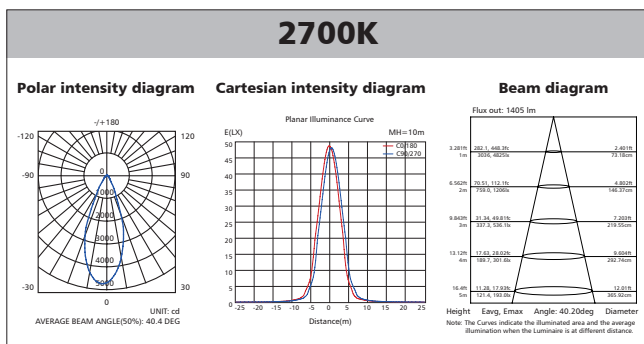 2700K
Polar intensity diagram
Cartesian intensity diagram
Beam diagram
-/+180
-120
120
-90
90
-30
30
0
1000
2000
3000
4000
5000
0
UNIT: cd
AVERAGE BEAM ANGLE(50%): 40.4 DEG
Planar Illuminance Curve
E(LX)
MH=10m
C0/180
C90/270
50
45
40
35
30
25
20
15
10
5
0
-25 -20 -15 -10 -5 0 5 10 15 20 25
Distance(m)
Flux out: 1405 lm
3.281ft 282.1, 448.3fc 2.401ft
1m 3036, 4825lx 73.18cm
6.562ft 70.51, 112.1fc 4.802ft
2m 759.0, 1206lx 146.37cm
9.843ft 31.34, 49.81fc 7.203ft
3m 337.3, 536.1lx 219.55cm
13.12ft 17.63, 28.02fc 9.604ft
4m 189.7, 301.6lx 292.74cm
16.4ft 11.28, 17.93fc 12.01ft
5m 121.4, 193.0lx 365.92cm
Height Eavg, Emax Angle: 40.20deg Diameter
Note: The Curves indicate the illuminated area and the average
illumination when the Luminaire is at different distance.